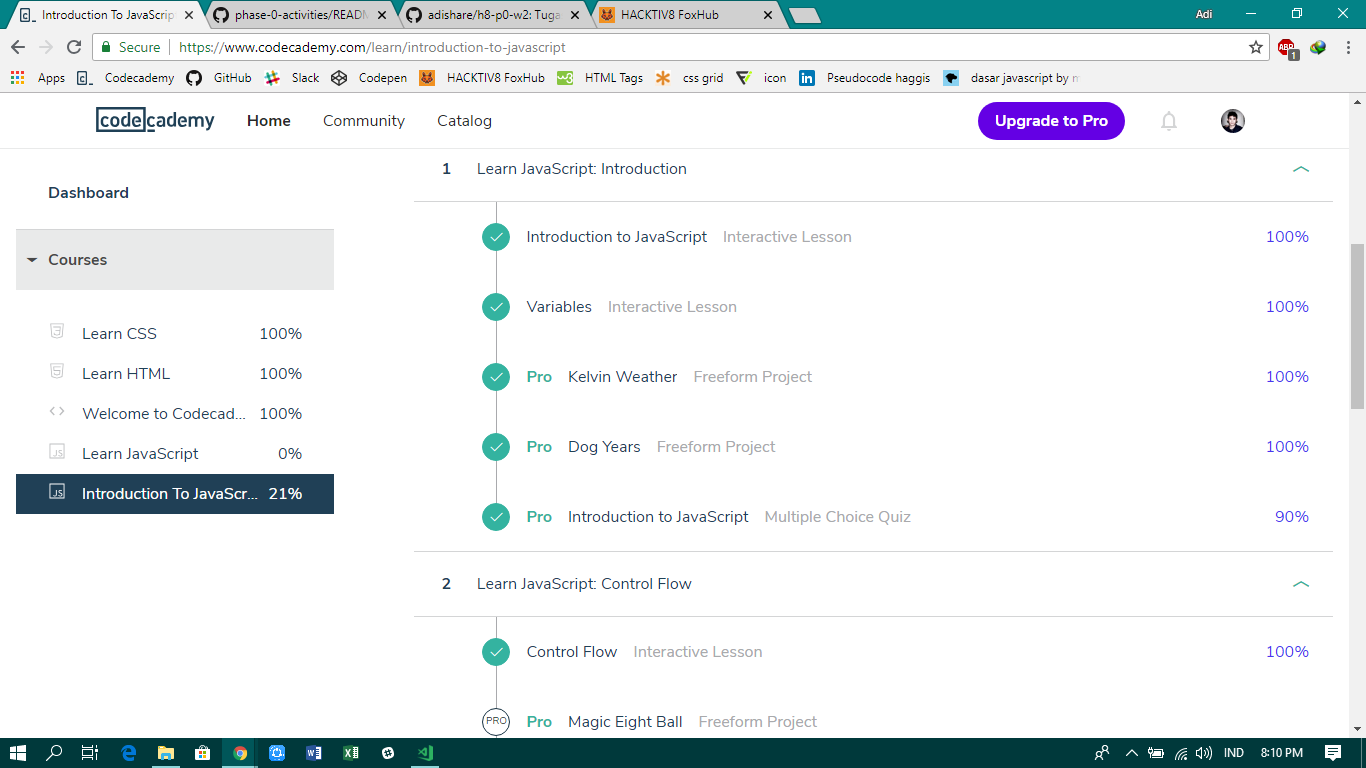 Introduction To JavaScrip
phase-0-activities/READM
adishare/h8-p0-w2: Tuga
HACKTIV8 FoxHub
Adi
Secure
https://www.codecademy.com/learn/introduction-to-javascript
ABP
1
Apps
Codecademy
GitHub
Slack
Codepen
HACKTIV8 FoxHub
HTML Tags
css grid
icon
Pseudocode haggis
dasar javascript by
codecademy
Home
Community
Catalog
Upgrade to Pro
1 Learn JavaScript: Introduction
Dashboard
Introduction to JavaScript Interactive Lesson 100%
Courses
Variables Interactive Lesson 100%
Learn CSS 100%
Learn HTML 100%
Pro Kelvin Weather Freeform Project 100%
Welcome to Codecad... 100%
Pro Dog Years Freeform Project 100%
Learn JavaScript 0%
Introduction To JavaScr... 21%
Pro Introduction to JavaScript Multiple Choice Quiz 90%
2 Learn JavaScript: Control Flow
Control Flow Interactive Lesson 100%
PRO Pro Magic Eight Ball Freeform Project
IND
8:10 PM